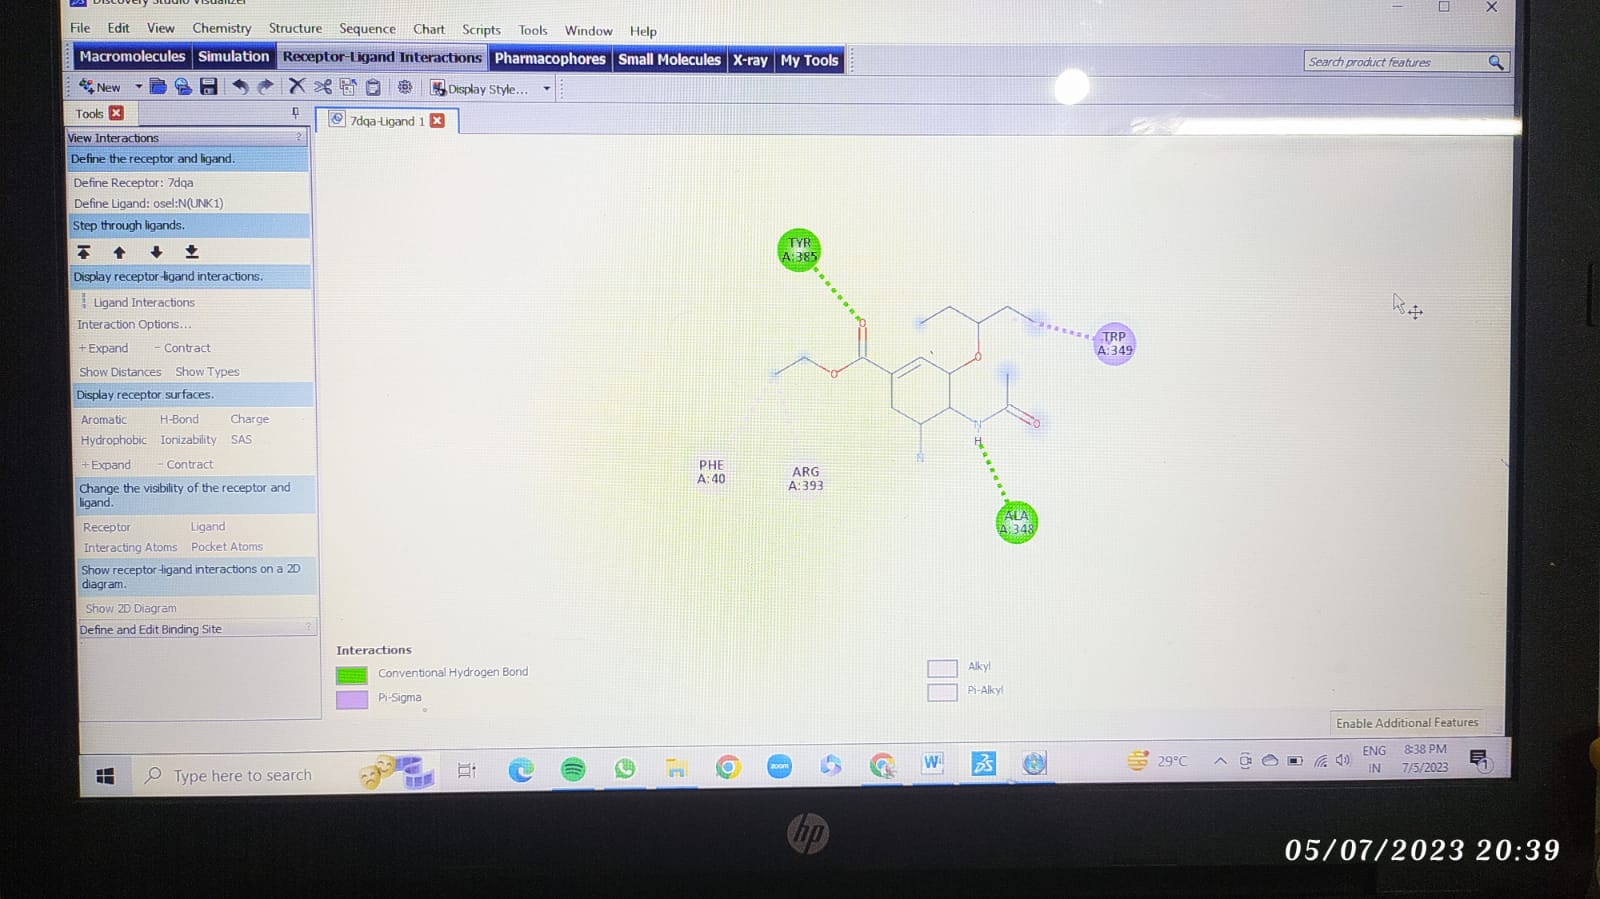 Discovery Studio Visualizer
File Edit View Chemistry Structure Sequence Chart Scripts Tools Window Help
Macromolecules Simulation Receptor-Ligand Interactions Pharmacophores Small Molecules X-ray My Tools
Search product features
New Display Style...
Tools
7dqa-Ligand 1
View Interactions ?
Define the receptor and ligand.
Define Receptor: 7dqa
Define Ligand: osel:N(UNK1)
Step through ligands.
Display receptor-ligand interactions.
Ligand Interactions
Interaction Options...
+ Expand - Contract
Show Distances Show Types
Display receptor surfaces.
Aromatic H-Bond Charge
Hydrophobic Ionizability SAS
+ Expand - Contract
Change the visibility of the receptor and
ligand.
Receptor Ligand
Interacting Atoms Pocket Atoms
Show receptor-ligand interactions on a 2D
diagram.
Show 2D Diagram
Define and Edit Binding Site ?
TYR
A:385
O
TRP
A:349
O
O
N
H
O
N
PHE
A:40
ARG
A:393
ALA
A:348
Interactions
Conventional Hydrogen Bond
Pi-Sigma
Alkyl
Pi-Alkyl
Enable Additional Features
Type here to search
zoom
W
29°C
ENG
IN
8:38 PM
7/5/2023
1
hp
05/07/2023 20:39